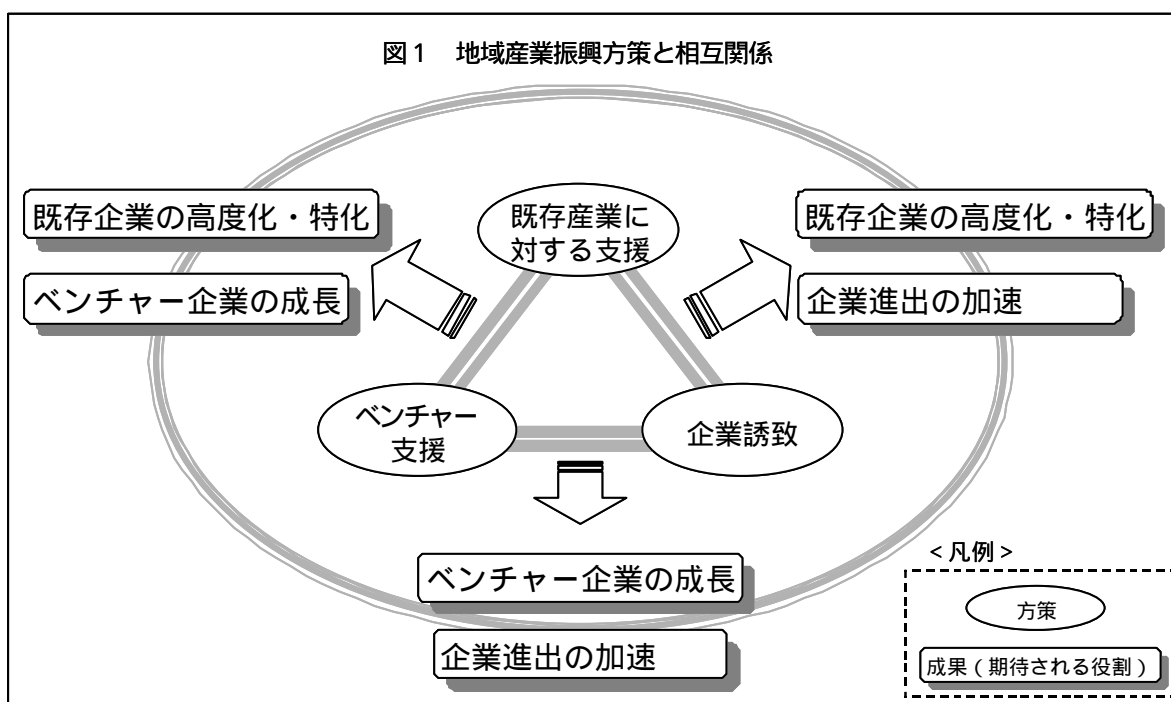 図1 地域産業振興方策と相互関係
既存企業の高度化・特化
ベンチャー企業の成長
既存産業に
対する支援
既存企業の高度化・特化
企業進出の加速
ベンチャー
支援
企業誘致
ベンチャー企業の成長
企業進出の加速
<凡例>
方策
成果(期待される役割)